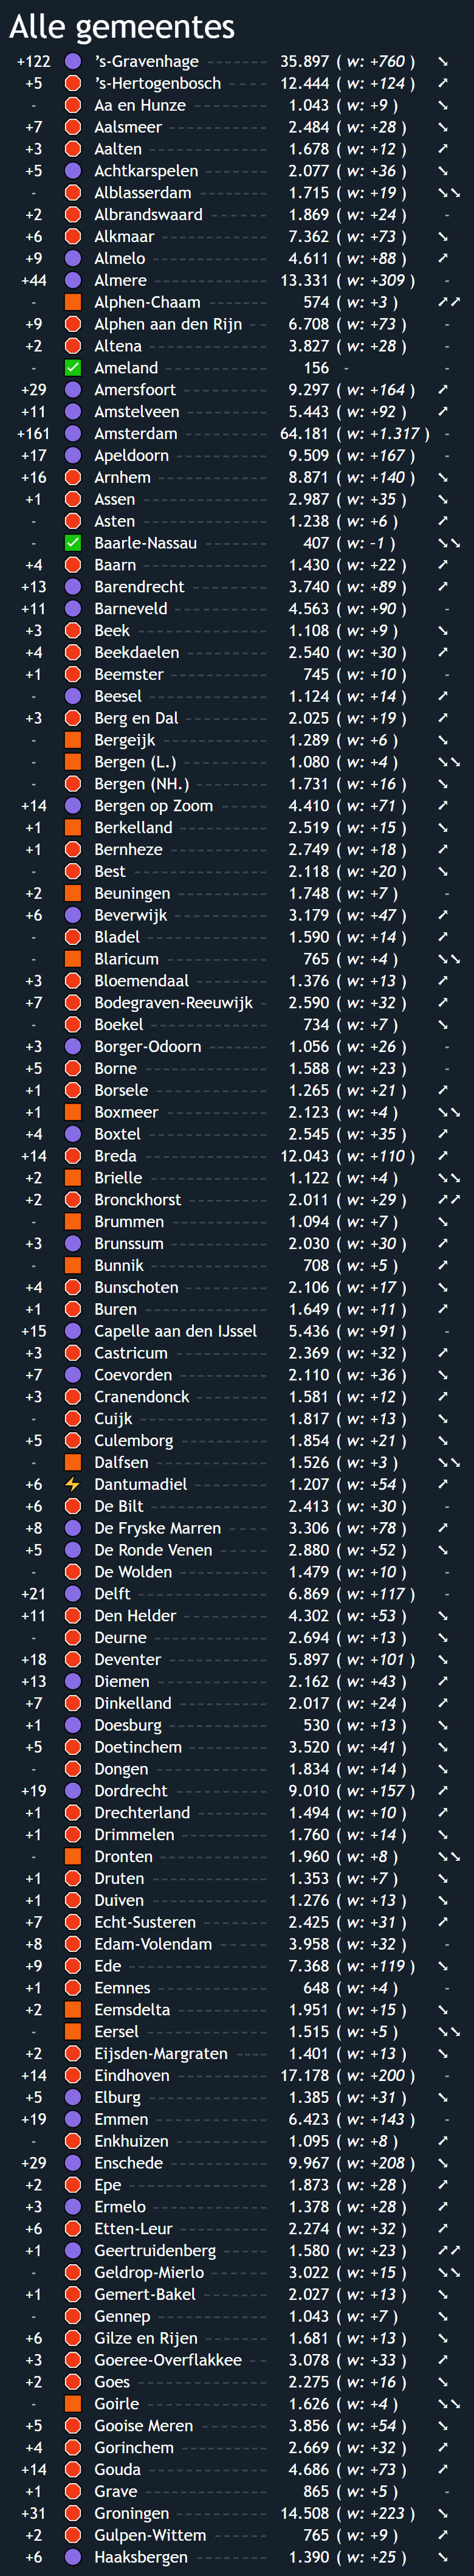 Alle gemeentes
+122 's-Gravenhage 35.897 ( w: +760 )
+5 's-Hertogenbosch 12.444 ( w: +124 )
- Aa en Hunze 1.043 ( w: +9 )
+7 Aalsmeer 2.484 ( w: +28 )
+3 Aalten 1.678 ( w: +12 )
+5 Achtkarspelen 2.077 ( w: +36 )
- Alblasserdam 1.715 ( w: +19 )
+2 Albrandswaard 1.869 ( w: +24 ) -
+6 Alkmaar 7.362 ( w: +73 )
+9 Almelo 4.611 ( w: +88 )
+44 Almere 13.331 ( w: +309 ) -
- Alphen-Chaam 574 ( w: +3 )
+9 Alphen aan den Rijn 6.708 ( w: +73 ) -
+2 Altena 3.827 ( w: +28 ) -
- Ameland 156 - -
+29 Amersfoort 9.297 ( w: +164 )
+11 Amstelveen 5.443 ( w: +92 )
+161 Amsterdam 64.181 ( w: +1.317 ) -
+17 Apeldoorn 9.509 ( w: +167 ) -
+16 Arnhem 8.871 ( w: +140 )
+1 Assen 2.987 ( w: +35 )
- Asten 1.238 ( w: +6 )
- Baarle-Nassau 407 ( w: -1 )
+4 Baarn 1.430 ( w: +22 )
+13 Barendrecht 3.740 ( w: +89 )
+11 Barneveld 4.563 ( w: +90 ) -
+3 Beek 1.108 ( w: +9 )
+4 Beekdaelen 2.540 ( w: +30 )
+1 Beemster 745 ( w: +10 ) -
- Beesel 1.124 ( w: +14 )
+3 Berg en Dal 2.025 ( w: +19 )
- Bergeijk 1.289 ( w: +6 )
- Bergen (L.) 1.080 ( w: +4 )
- Bergen (NH.) 1.731 ( w: +16 )
+14 Bergen op Zoom 4.410 ( w: +71 )
+1 Berkelland 2.519 ( w: +15 )
+1 Bernheze 2.749 ( w: +18 )
- Best 2.118 ( w: +20 )
+2 Beuningen 1.748 ( w: +7 ) -
+6 Beverwijk 3.179 ( w: +47 )
- Bladel 1.590 ( w: +14 )
- Blaricum 765 ( w: +4 )
+3 Bloemendaal 1.376 ( w: +13 )
+7 Bodegraven-Reeuwijk 2.590 ( w: +32 )
- Boekel 734 ( w: +7 )
+3 Borger-Odoorn 1.056 ( w: +26 ) -
+5 Borne 1.588 ( w: +23 ) -
+1 Borsele 1.265 ( w: +21 )
+1 Boxmeer 2.123 ( w: +4 )
+4 Boxtel 2.545 ( w: +35 )
+14 Breda 12.043 ( w: +110 )
+2 Brielle 1.122 ( w: +4 )
+2 Bronckhorst 2.011 ( w: +29 )
- Brummen 1.094 ( w: +7 )
+3 Brunssum 2.030 ( w: +30 )
- Bunnik 708 ( w: +5 )
+4 Bunschoten 2.106 ( w: +17 )
+1 Buren 1.649 ( w: +11 )
+15 Capelle aan den IJssel 5.436 ( w: +91 ) -
+3 Castricum 2.369 ( w: +32 )
+7 Coevorden 2.110 ( w: +36 )
+3 Cranendonck 1.581 ( w: +12 )
- Cuijk 1.817 ( w: +13 )
+5 Culemborg 1.854 ( w: +21 )
- Dalfsen 1.526 ( w: +3 )
+6 Dantumadiel 1.207 ( w: +54 )
+6 De Bilt 2.413 ( w: +30 ) -
+8 De Fryske Marren 3.306 ( w: +78 )
+5 De Ronde Venen 2.880 ( w: +52 )
- De Wolden 1.479 ( w: +10 ) -
+21 Delft 6.869 ( w: +117 ) -
+11 Den Helder 4.302 ( w: +53 )
- Deurne 2.694 ( w: +13 )
+18 Deventer 5.897 ( w: +101 )
+13 Diemen 2.162 ( w: +43 )
+7 Dinkelland 2.017 ( w: +24 )
+1 Doesburg 530 ( w: +13 )
+5 Doetinchem 3.520 ( w: +41 )
- Dongen 1.834 ( w: +14 )
+19 Dordrecht 9.010 ( w: +157 )
+1 Drechterland 1.494 ( w: +10 )
+1 Drimmelen 1.760 ( w: +14 )
- Dronten 1.960 ( w: +8 )
+1 Druten 1.353 ( w: +7 )
+1 Duiven 1.276 ( w: +13 )
+7 Echt-Susteren 2.425 ( w: +31 )
+8 Edam-Volendam 3.958 ( w: +32 ) -
+9 Ede 7.368 ( w: +119 )
+1 Eemnes 648 ( w: +4 ) -
+2 Eemsdelta 1.951 ( w: +15 )
- Eersel 1.515 ( w: +5 )
+2 Eijsden-Margraten 1.401 ( w: +13 )
+14 Eindhoven 17.178 ( w: +200 ) -
+5 Elburg 1.385 ( w: +31 )
+19 Emmen 6.423 ( w: +143 ) -
- Enkhuizen 1.095 ( w: +8 )
+29 Enschede 9.967 ( w: +208 )
+2 Epe 1.873 ( w: +28 )
+3 Ermelo 1.378 ( w: +28 )
+6 Etten-Leur 2.274 ( w: +32 )
+1 Geertruidenberg 1.580 ( w: +23 )
- Geldrop-Mierlo 3.022 ( w: +15 )
+1 Gemert-Bakel 2.027 ( w: +13 )
- Gennep 1.043 ( w: +7 )
+6 Gilze en Rijen 1.681 ( w: +13 )
+3 Goeree-Overflakkee 3.078 ( w: +33 )
+2 Goes 2.275 ( w: +16 )
- Goirle 1.626 ( w: +4 )
+5 Gooise Meren 3.856 ( w: +54 )
+4 Gorinchem 2.669 ( w: +32 )
+14 Gouda 4.686 ( w: +73 )
+1 Grave 865 ( w: +5 ) -
+31 Groningen 14.508 ( w: +223 )
+2 Gulpen-Wittem 765 ( w: +9 )
+6 Haaksbergen 1.390 ( w: +25 )